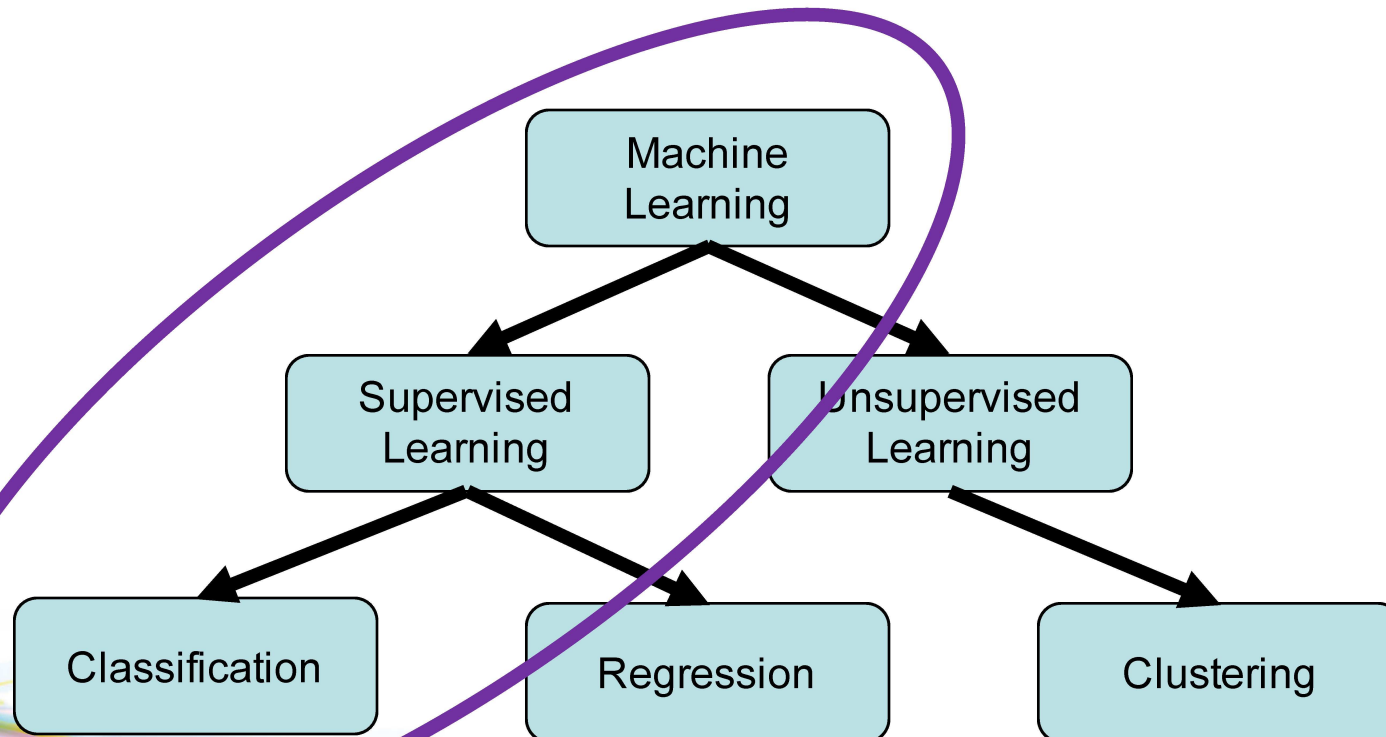 Machine
Learning
Supervised
Learning
Unsupervised
Learning
Classification
Regression
Clustering